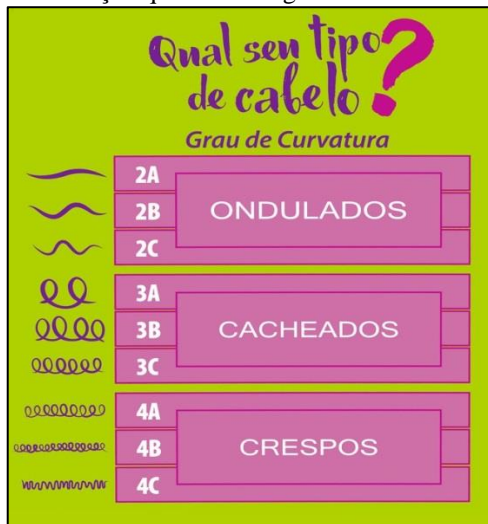 Qual seu tipo
de cabelo?
Grau de Curvatura
2A
2B
2C
ONDULADOS
3A
3B
3C
CACHEADOS
4A
4B
4C
CRESPOS